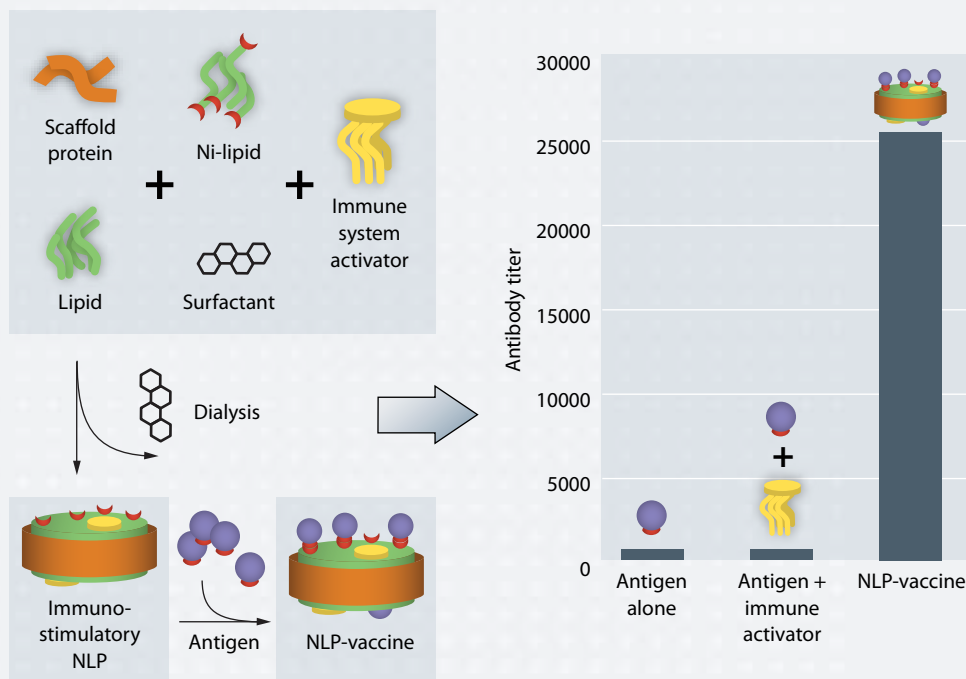 Scaffold
protein
Ni-lipid
+
+
Immune
system
activator
Lipid
Surfactant
Dialysis
Immuno-
stimulatory
NLP
Antigen
NLP-vaccine
Antibody titer
30000
25000
20000
15000
10000
5000
0
+
Antigen
alone
Antigen +
immune
activator
NLP-vaccine